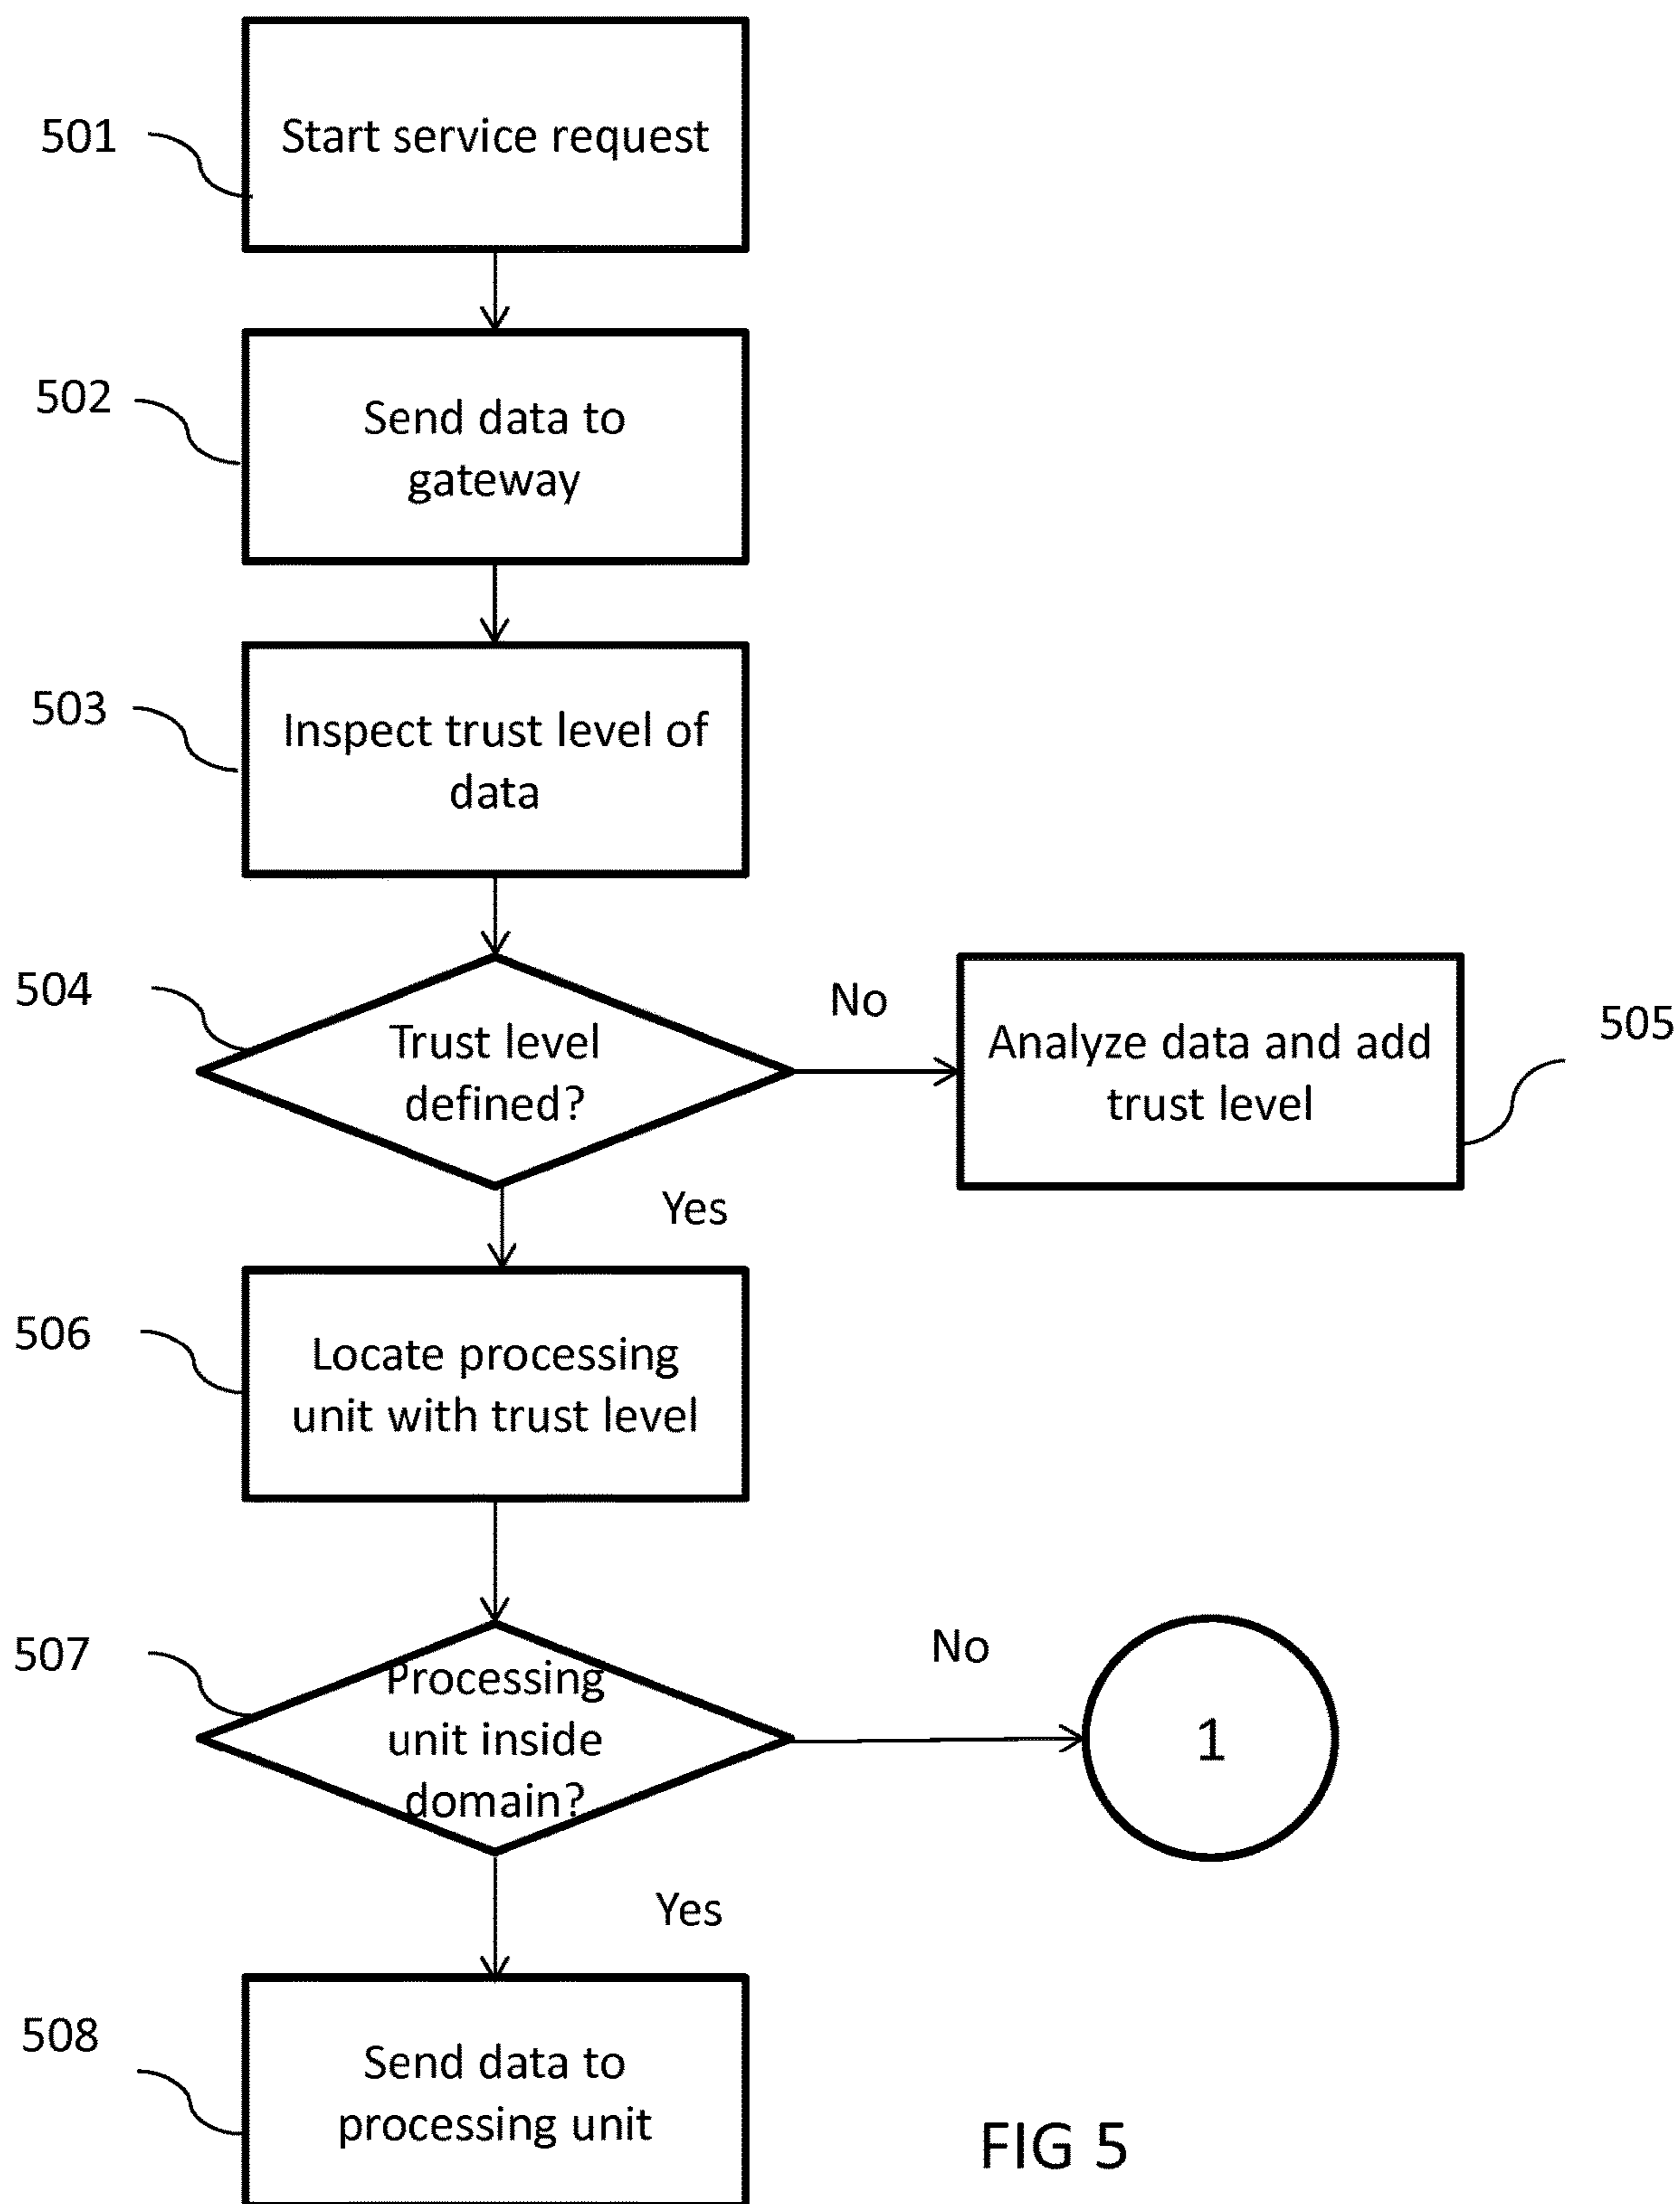 501
Start service request
502
Send data to
gateway
503
Inspect trust level of
data
504
Trust level
defined?
No
Analyze data and add
trust level
505
Yes
506
Locate processing
unit with trust level
507
Processing
unit inside
domain?
No
1
Yes
508
Send data to
processing unit
FIG 5